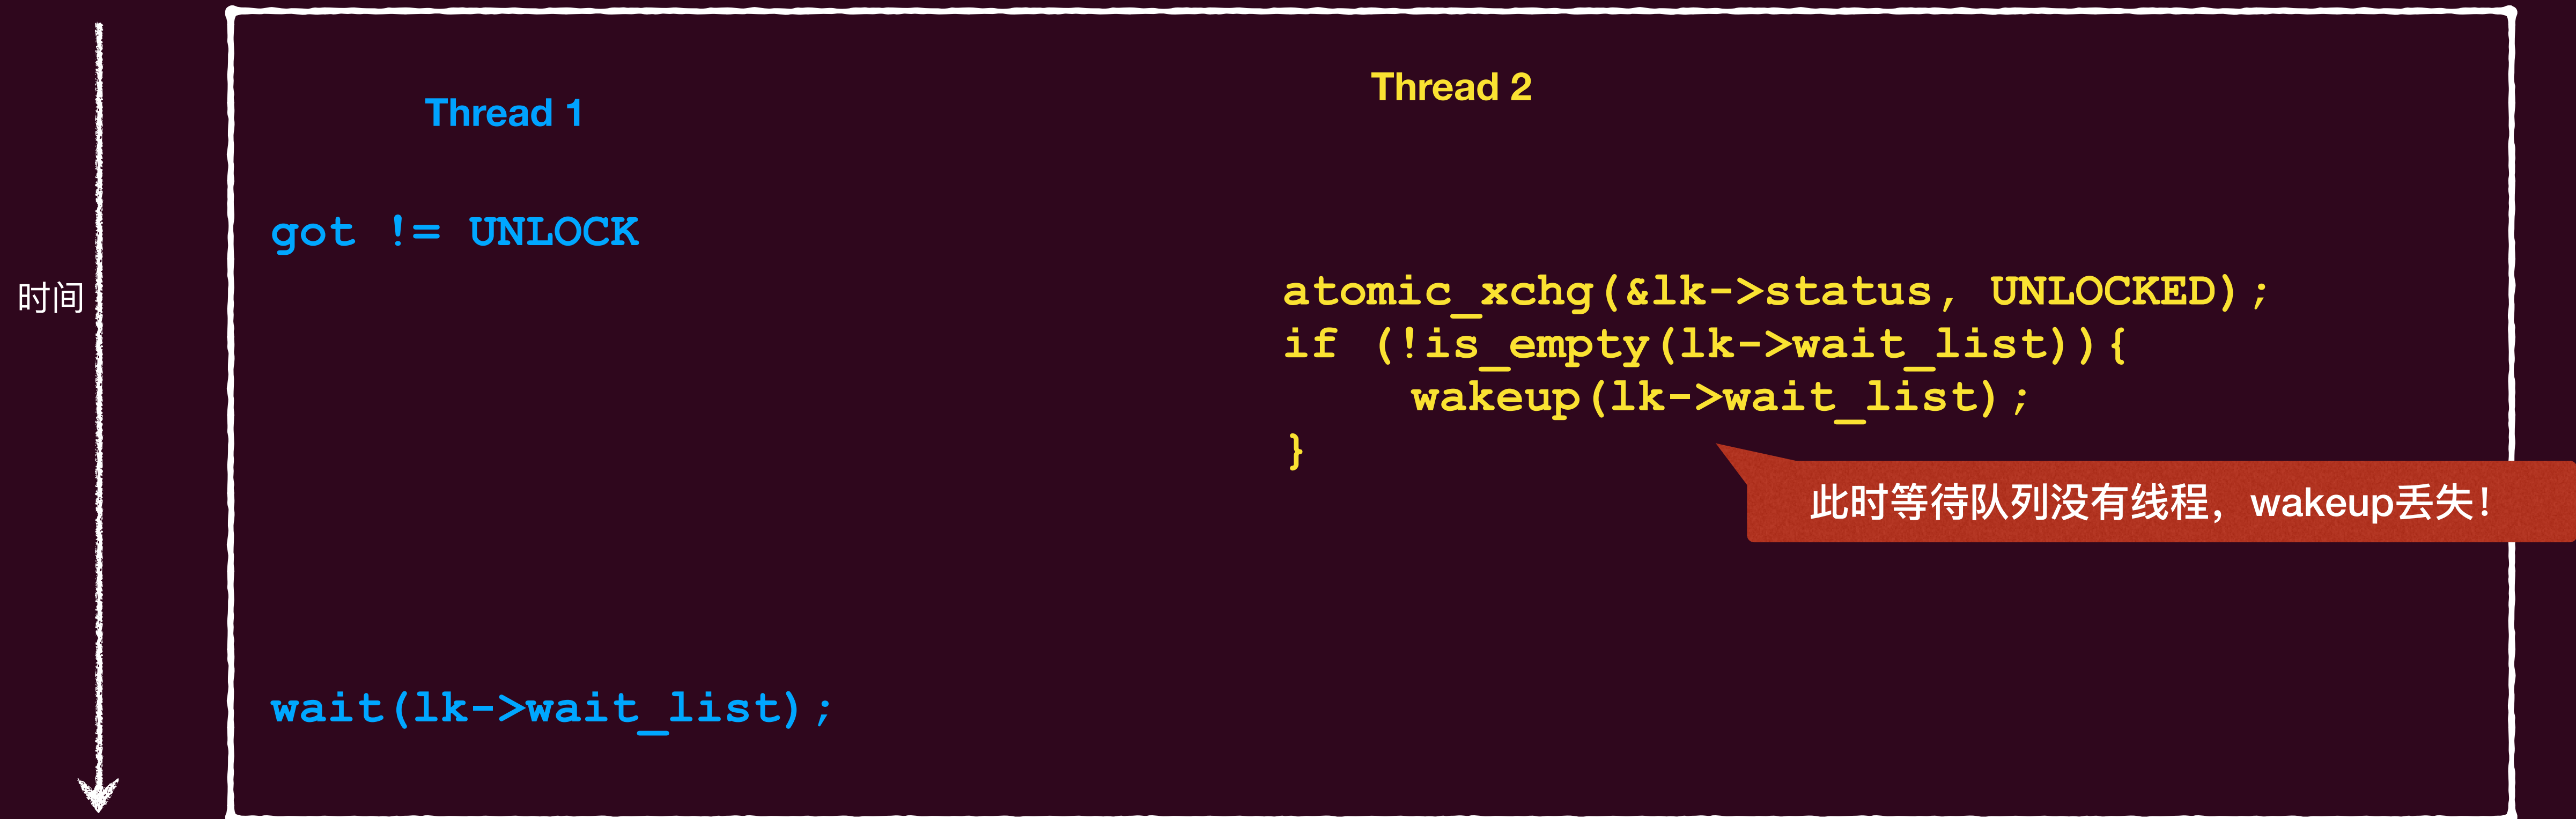 Thread 1
Thread 2
got != UNLOCK
时间
atomic_xchg(&lk->status, UNLOCKED);
if (!is_empty(lk->wait_list)){
wakeup(lk->wait_list);
}
此时等待队列没有线程，wakeup丢失！
wait(lk->wait_list);